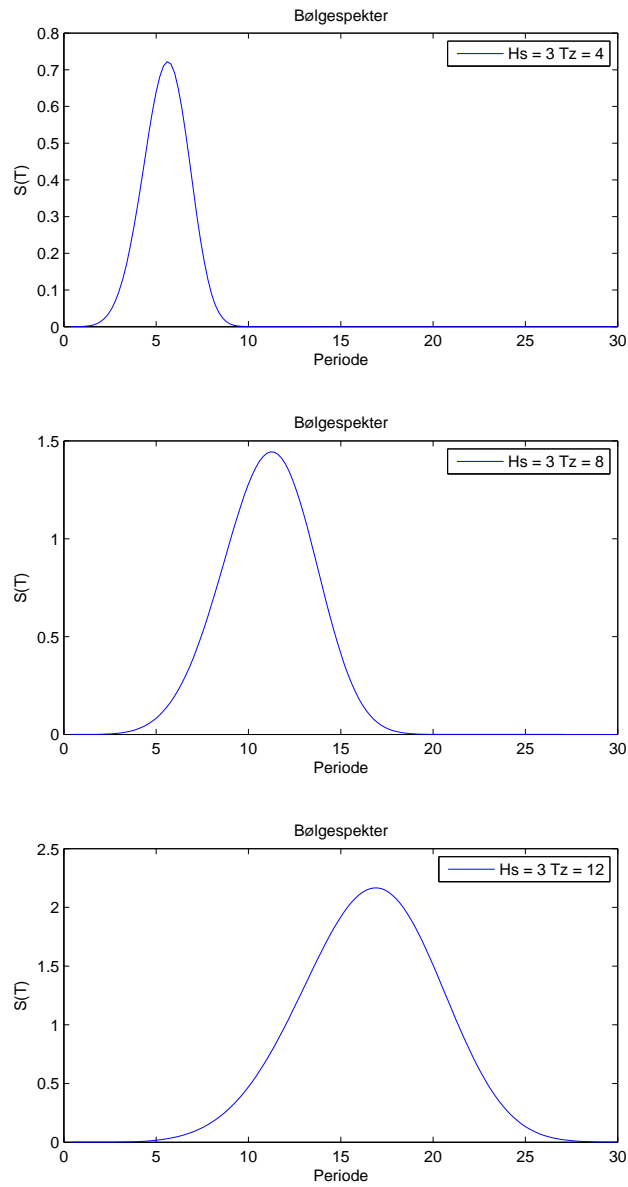 Bølgespekter
0.8
0.7
0.6
0.5
0.4
0.3
0.2
0.1
0
S(T)
Hs = 3 Tz = 4
0 5 10 15 20 25 30
Periode
Bølgespekter
1.5
1
0.5
0
S(T)
Hs = 3 Tz = 8
0 5 10 15 20 25 30
Periode
Bølgespekter
2.5
2
1.5
1
0.5
0
S(T)
Hs = 3 Tz = 12
0 5 10 15 20 25 30
Periode